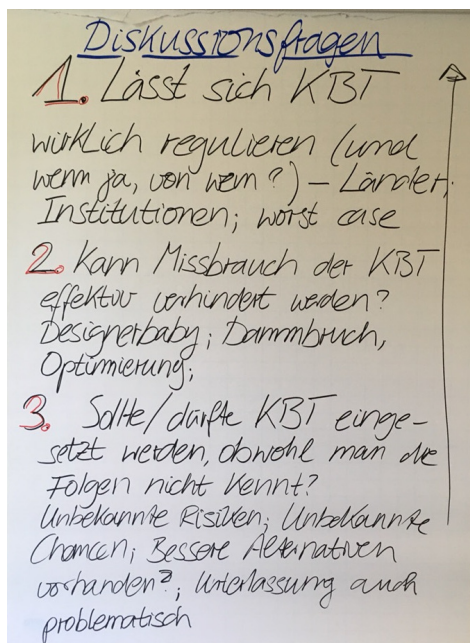 Diskussionsfragen
1. Lässt sich KBT
wirklich regulieren (und
wenn ja, von wem?) – Länder,
Institutionen; worst case
2. Kann Missbrauch der KBT
effektiv verhindert werden?
Designerbaby; Dammbruch,
Optimierung;
3. Sollte/dürfte KBT einge-
setzt werden, obwohl man die
Folgen nicht kennt?
Unbekannte Risiken; Unbekannte
Chancen; Bessere Alternativen
vorhanden?; Unterlassung auch
problematisch